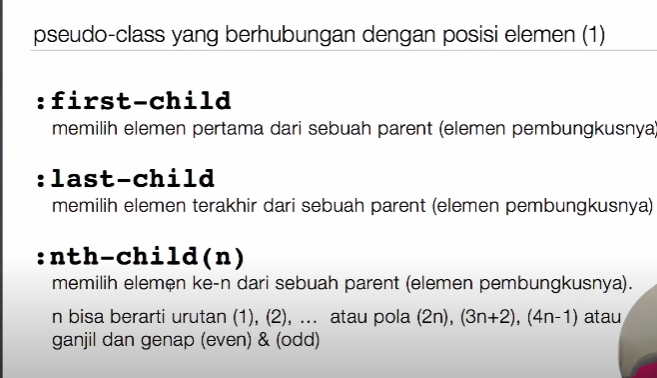 pseudo-class yang berhubungan dengan posisi elemen (1)
:first-child
memilih elemen pertama dari sebuah parent (elemen pembungkusnya)
:last-child
memilih elemen terakhir dari sebuah parent (elemen pembungkusnya)
:nth-child(n)
memilih elemen ke-n dari sebuah parent (elemen pembungkusnya).
n bisa berarti urutan (1), (2), ... atau pola (2n), (3n+2), (4n-1) atau
ganjil dan genap (even) & (odd)